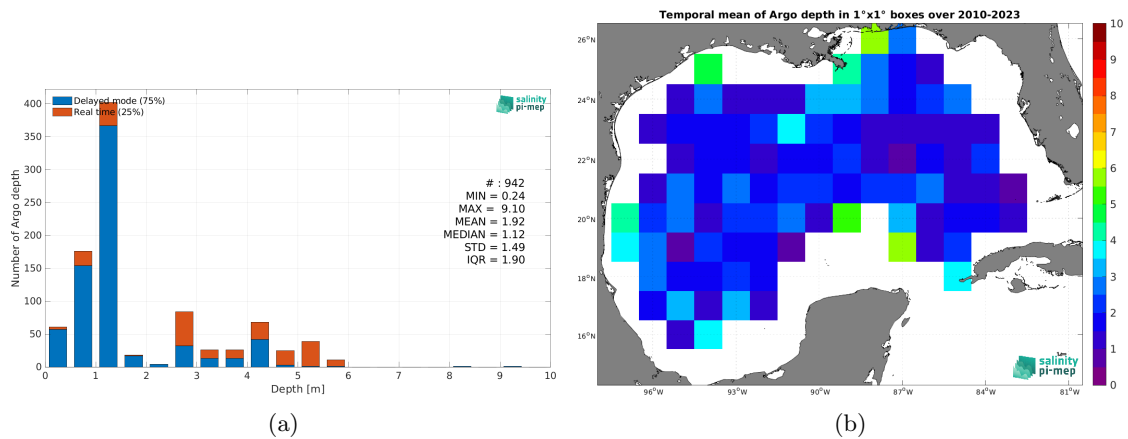 Temporal mean of Argo depth in 1°x1° boxes over 2010-2023
Delayed mode (75%)
Real time (25%)
salinity
pi-mep
# : 942
MIN = 0.24
MAX = 9.10
MEAN = 1.92
MEDIAN = 1.12
STD = 1.49
IQR = 1.90
Number of Argo depth
400
350
300
250
200
150
100
50
0
0 1 2 3 4 5 6 7 8 9 10
Depth [m]
(a)
26°N
24°N
22°N
20°N
18°N
16°N
96°W 93°W 90°W 87°W 84°W 81°W
salinity
pi-mep
10
9
8
7
6
5
4
3
2
1
0
(b)